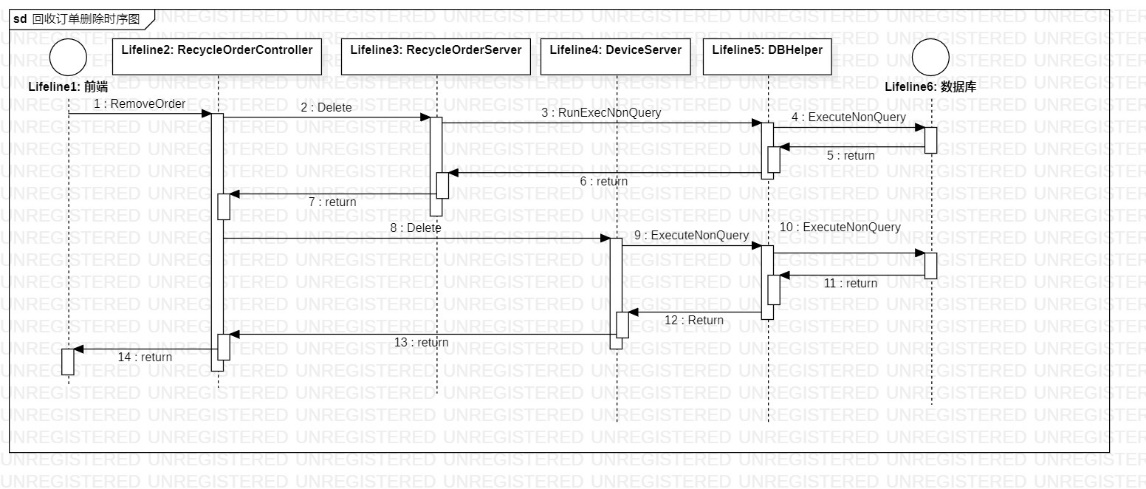 sd 回收订单删除时序图
Lifeline1: 前端
Lifeline2: RecycleOrderController
Lifeline3: RecycleOrderServer
Lifeline4: DeviceServer
Lifeline5: DBHelper
Lifeline6: 数据库
1 : RemoveOrder
2 : Delete
3 : RunExecNonQuery
4 : ExecuteNonQuery
5 : return
6 : return
7 : return
8 : Delete
9 : ExecuteNonQuery
10 : ExecuteNonQuery
11 : return
12 : Return
13 : return
14 : return
UNREGISTERED